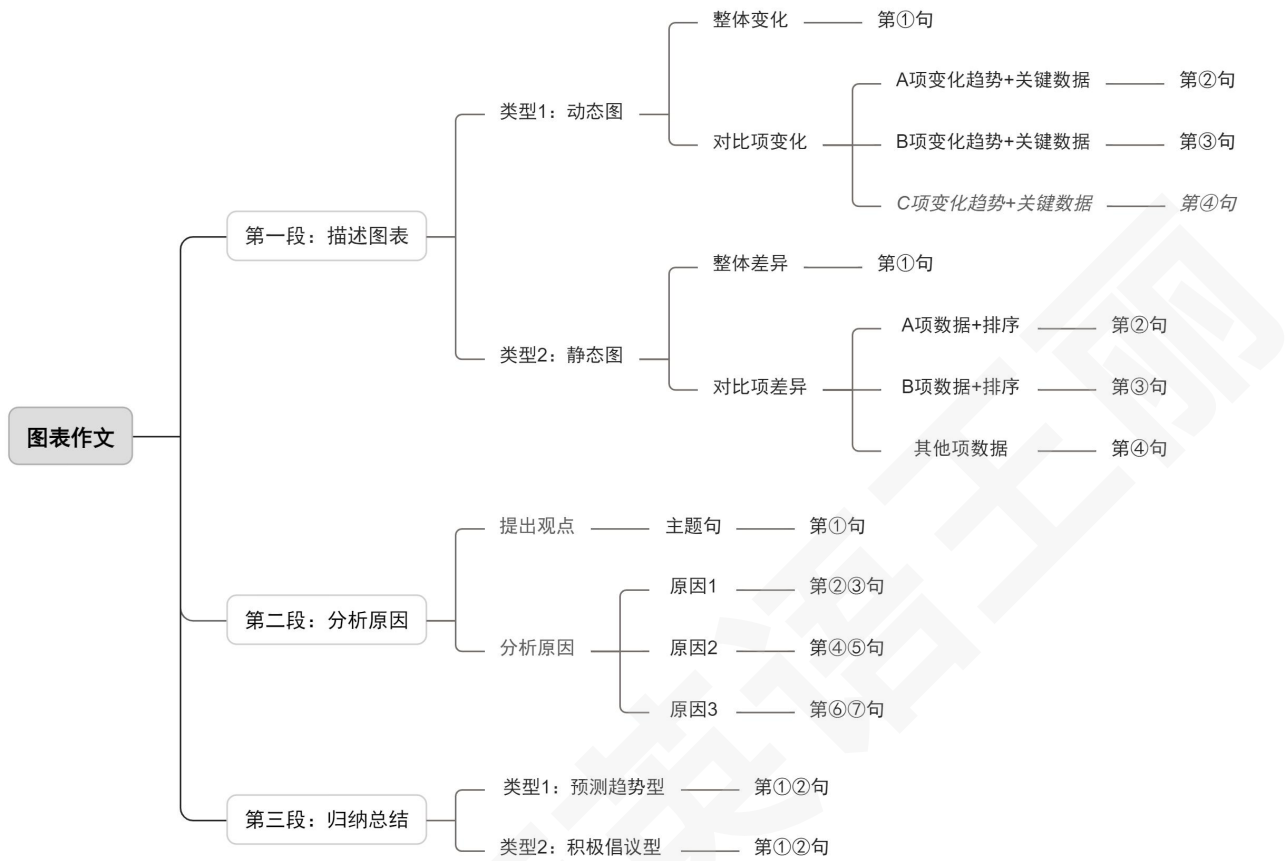 图表作文
第一段：描述图表
类型1：动态图
整体变化
第①句
对比项变化
A项变化趋势+关键数据
第②句
B项变化趋势+关键数据
第③句
C项变化趋势+关键数据
第④句
类型2：静态图
整体差异
第①句
对比项差异
A项数据+排序
第②句
B项数据+排序
第③句
其他项数据
第④句
第二段：分析原因
提出观点
主题句
第①句
分析原因
原因1
第②③句
原因2
第④⑤句
原因3
第⑥⑦句
第三段：归纳总结
类型1：预测趋势型
第①②句
类型2：积极倡议型
第①②句
英语王丽